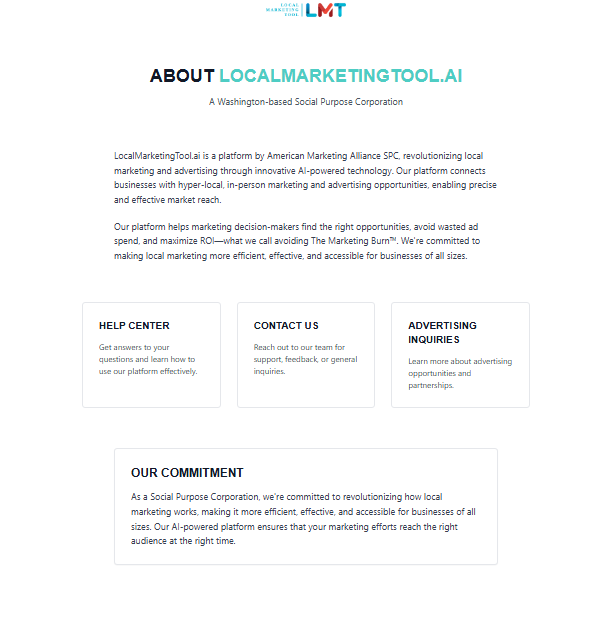 LOCAL
MARKETING
TOOL
LMT
ABOUT LOCALMARKETINGTOOL.AI
A Washington-based Social Purpose Corporation
LocalMarketingTool.ai is a platform by American Marketing Alliance SPC, revolutionizing local
marketing and advertising through innovative AI-powered technology. Our platform connects
businesses with hyper-local, in-person marketing and advertising opportunities, enabling precise
and effective market reach.
Our platform helps marketing decision-makers find the right opportunities, avoid wasted ad
spend, and maximize ROI—what we call avoiding The Marketing Burn™. We're committed to
making local marketing more efficient, effective, and accessible for businesses of all sizes.
HELP CENTER
Get answers to your
questions and learn how to
use our platform effectively.
CONTACT US
Reach out to our team for
support, feedback, or general
inquiries.
ADVERTISING
INQUIRIES
Learn more about advertising
opportunities and
partnerships.
OUR COMMITMENT
As a Social Purpose Corporation, we're committed to revolutionizing how local
marketing works, making it more efficient, effective, and accessible for businesses of all
sizes. Our AI-powered platform ensures that your marketing efforts reach the right
audience at the right time.